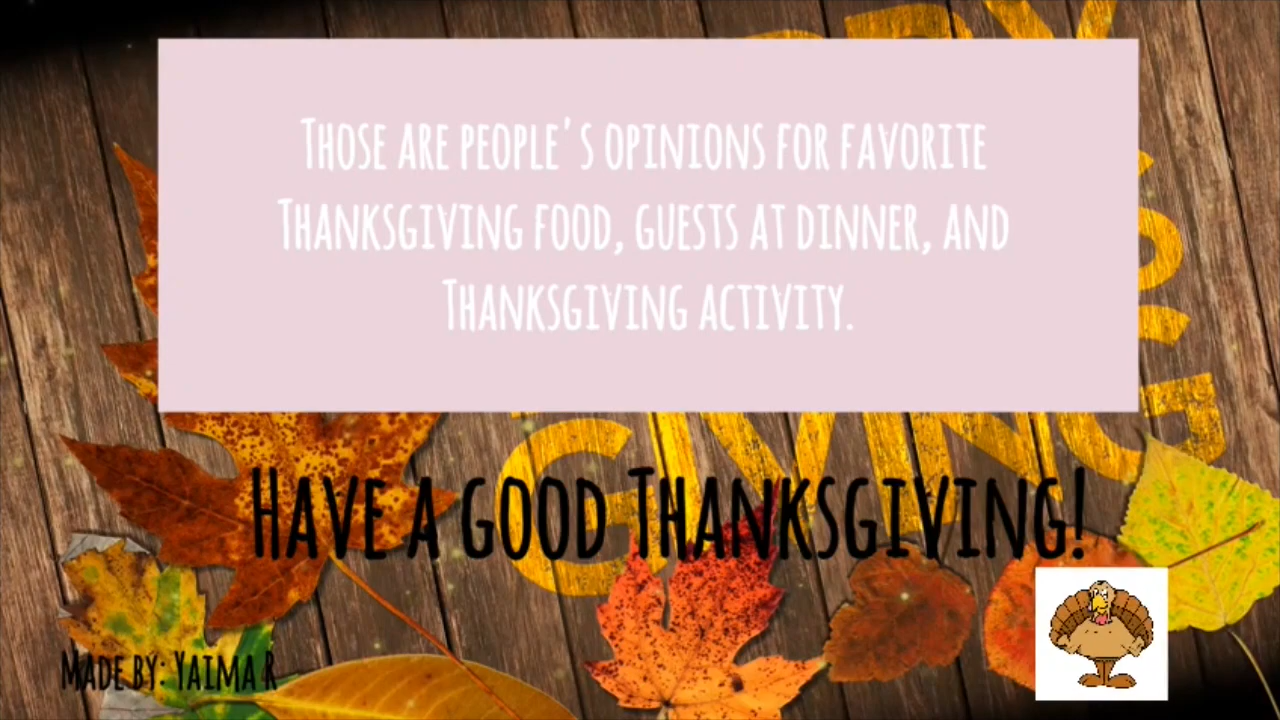 Those are people's opinions for favorite
Thanksgiving food, guests at dinner, and
Thanksgiving activity.
GIVING
Have a good Thanksgiving!
Made by: Yaima R